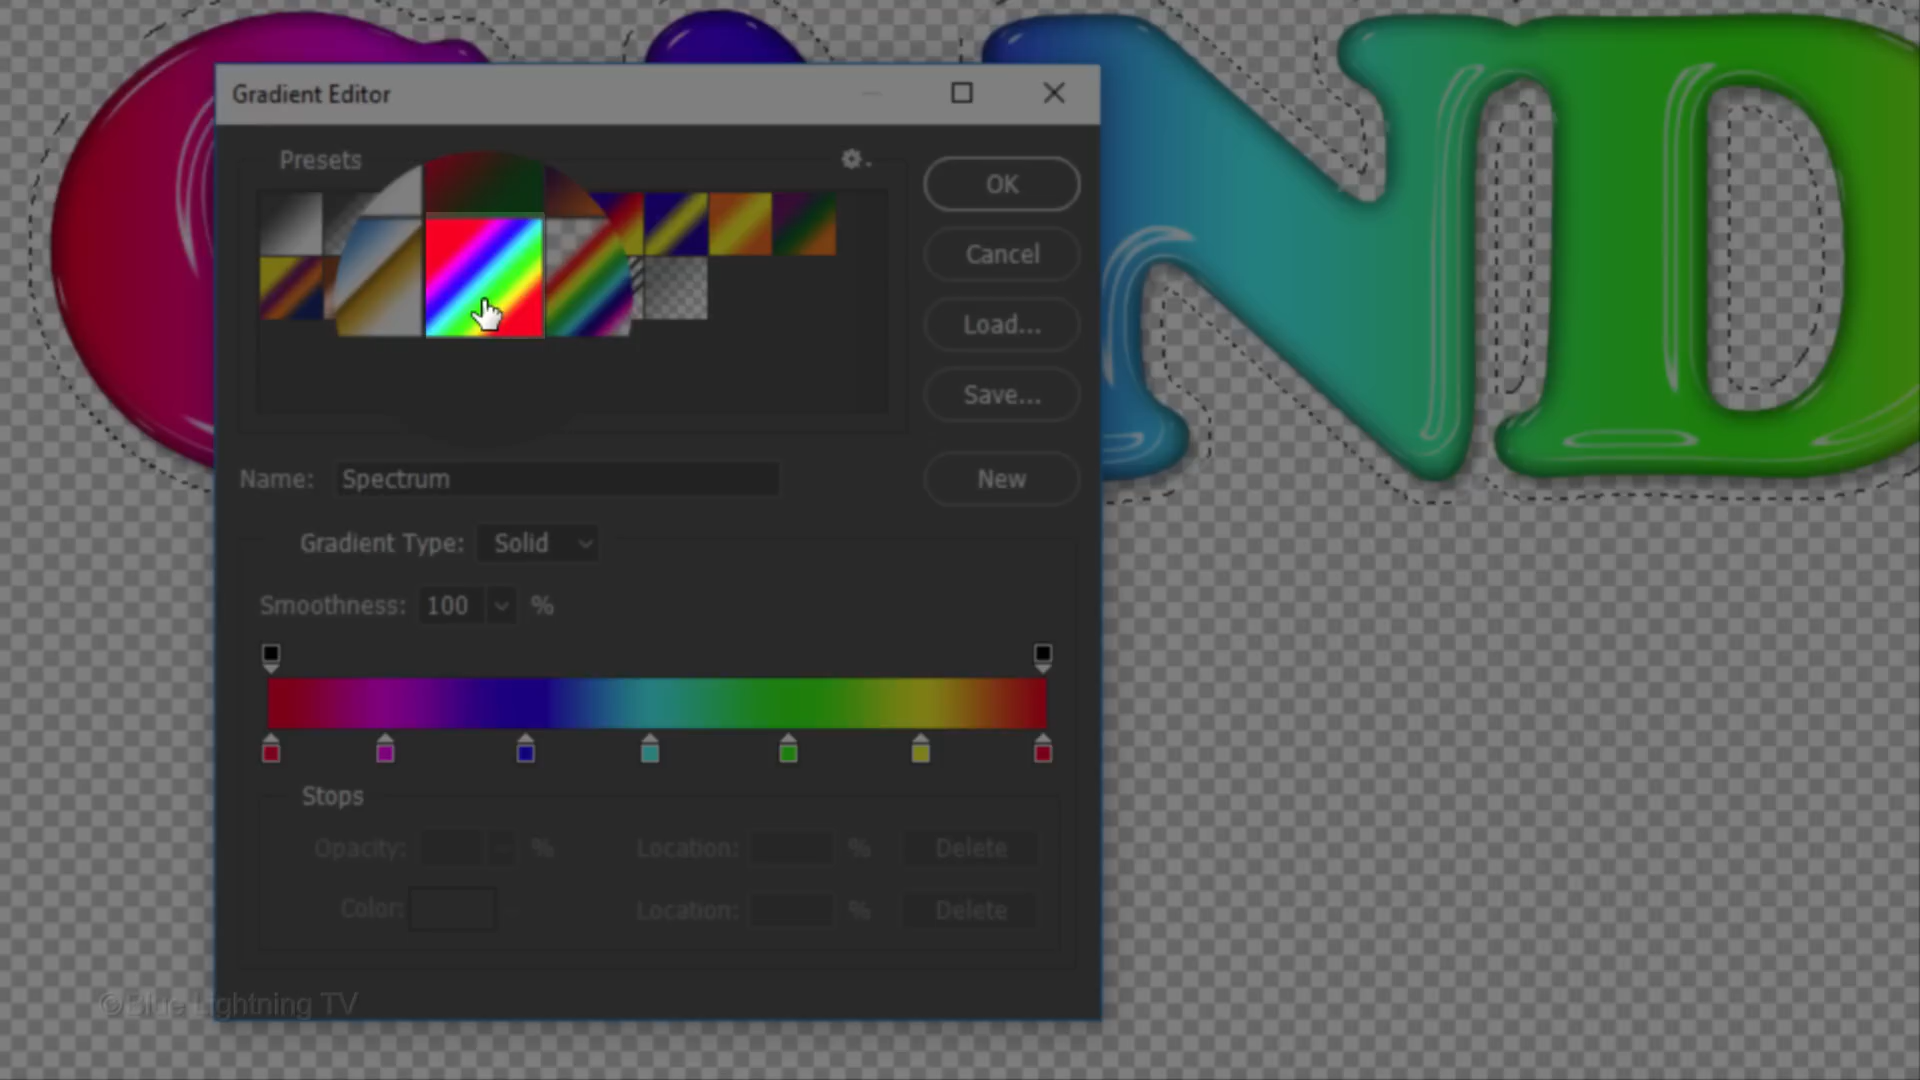 ND
Gradient Editor
Presets
OK
Cancel
Load...
Save...
Name: Spectrum
New
Gradient Type: Solid
Smoothness: 100 %
Stops
Opacity: % Location: % Delete
Color: Location: % Delete
©Blue Lightning TV